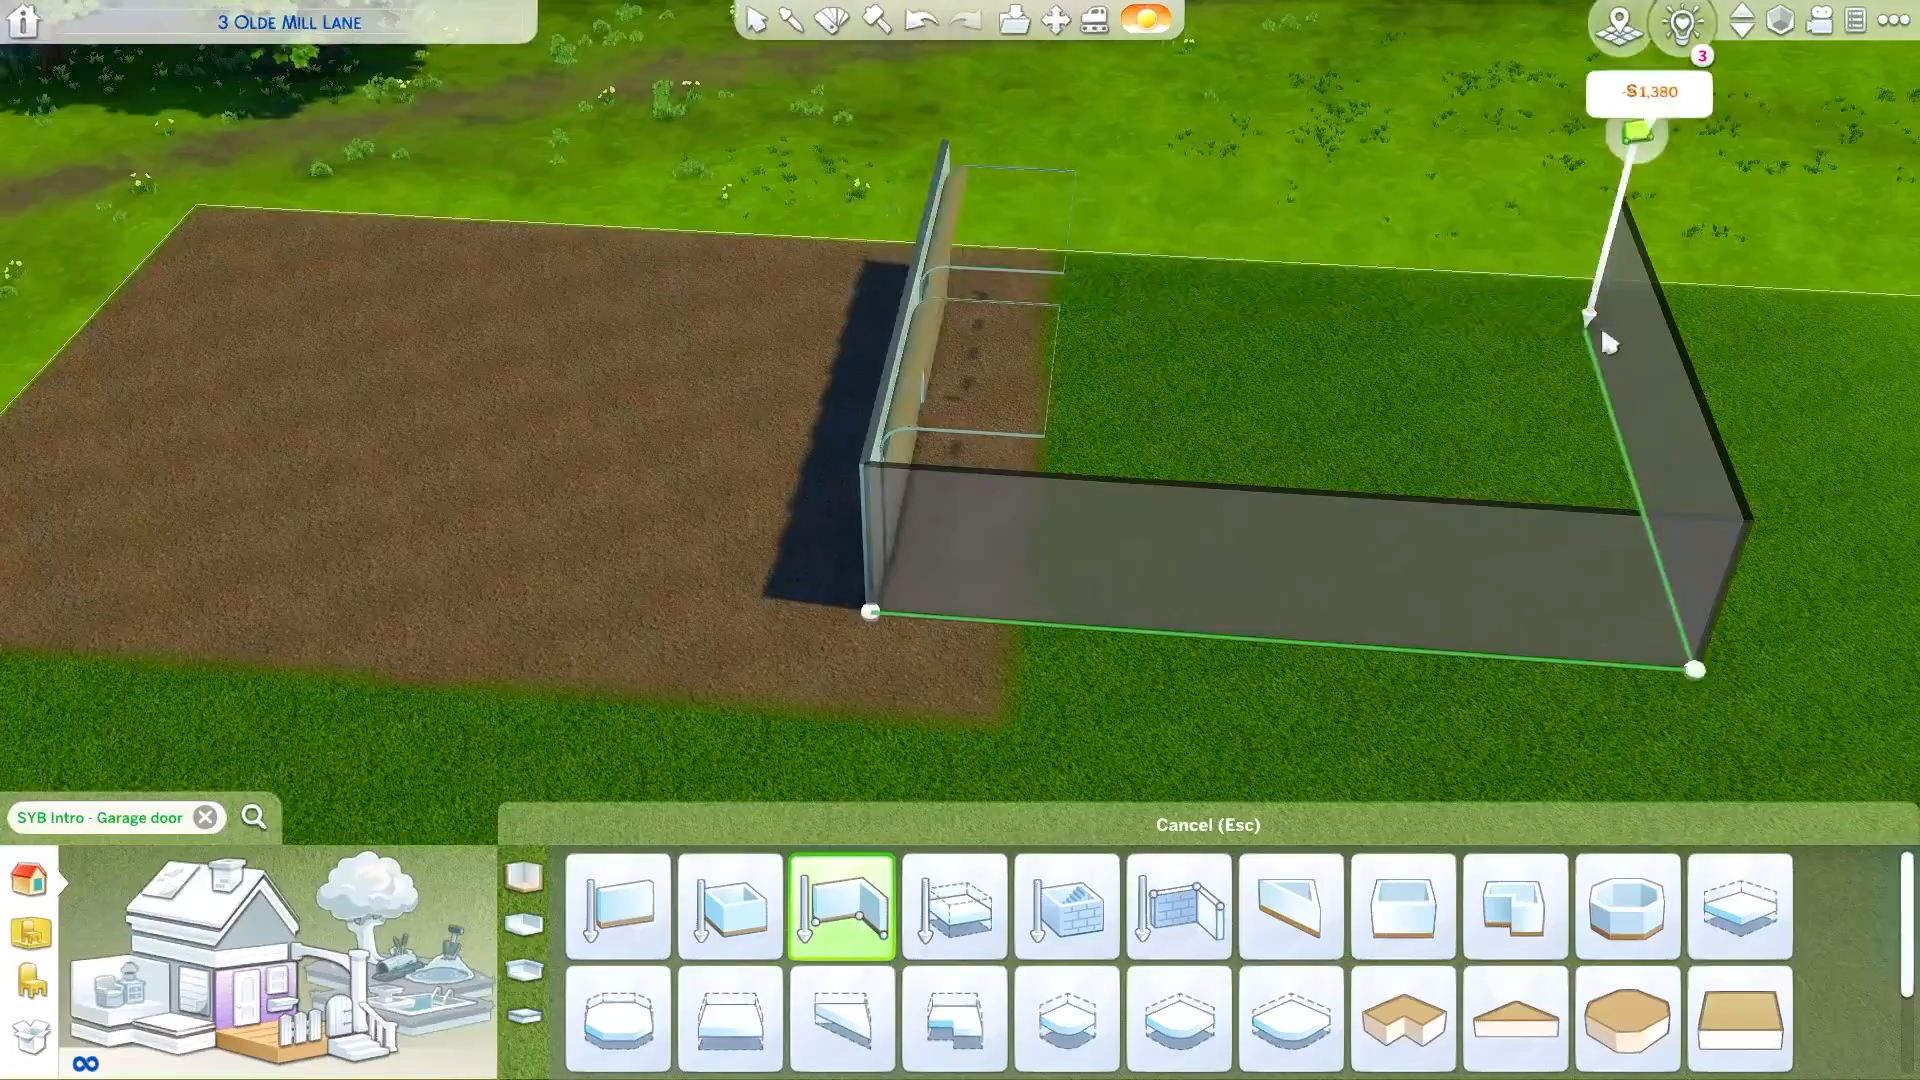 3 Olde Mill Lane
3
-§1,380
SYB Intro - Garage door
Cancel (Esc)